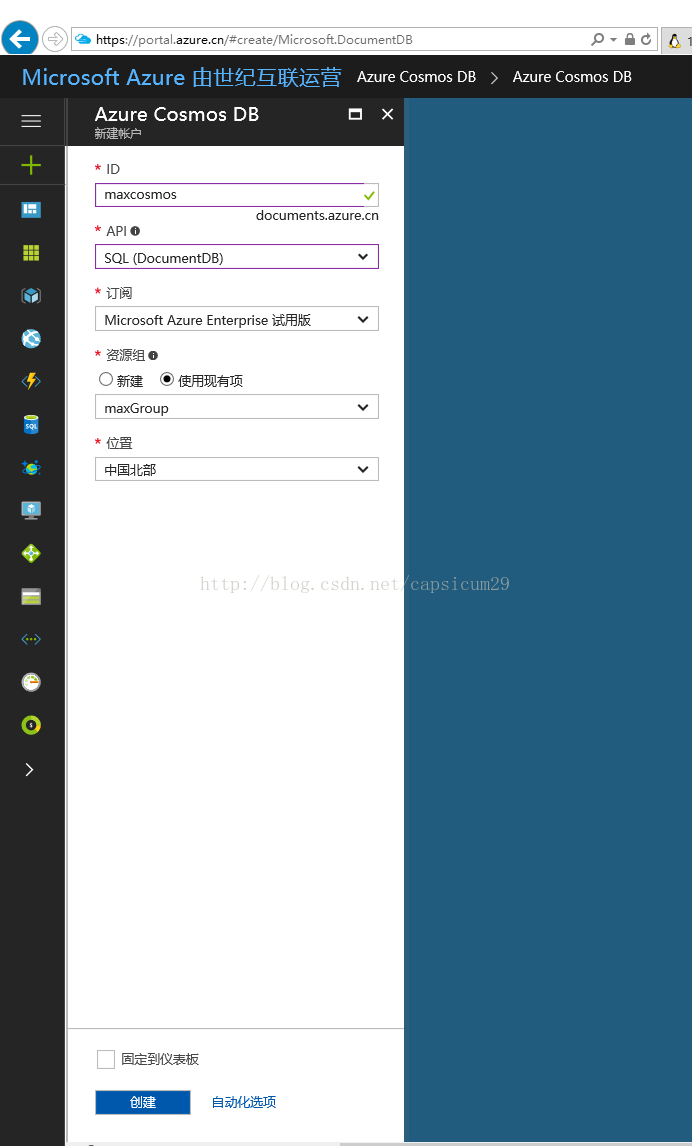 https://portal.azure.cn/#create/Microsoft.DocumentDB
1
Microsoft Azure 由世纪互联运营 Azure Cosmos DB > Azure Cosmos DB
Azure Cosmos DB
新建帐户
* ID
maxcosmos
documents.azure.cn
* API
SQL (DocumentDB)
* 订阅
Microsoft Azure Enterprise 试用版
* 资源组
新建 使用现有项
maxGroup
* 位置
中国北部
http://blog.csdn.net/capsicum29
固定到仪表板
创建 自动化选项